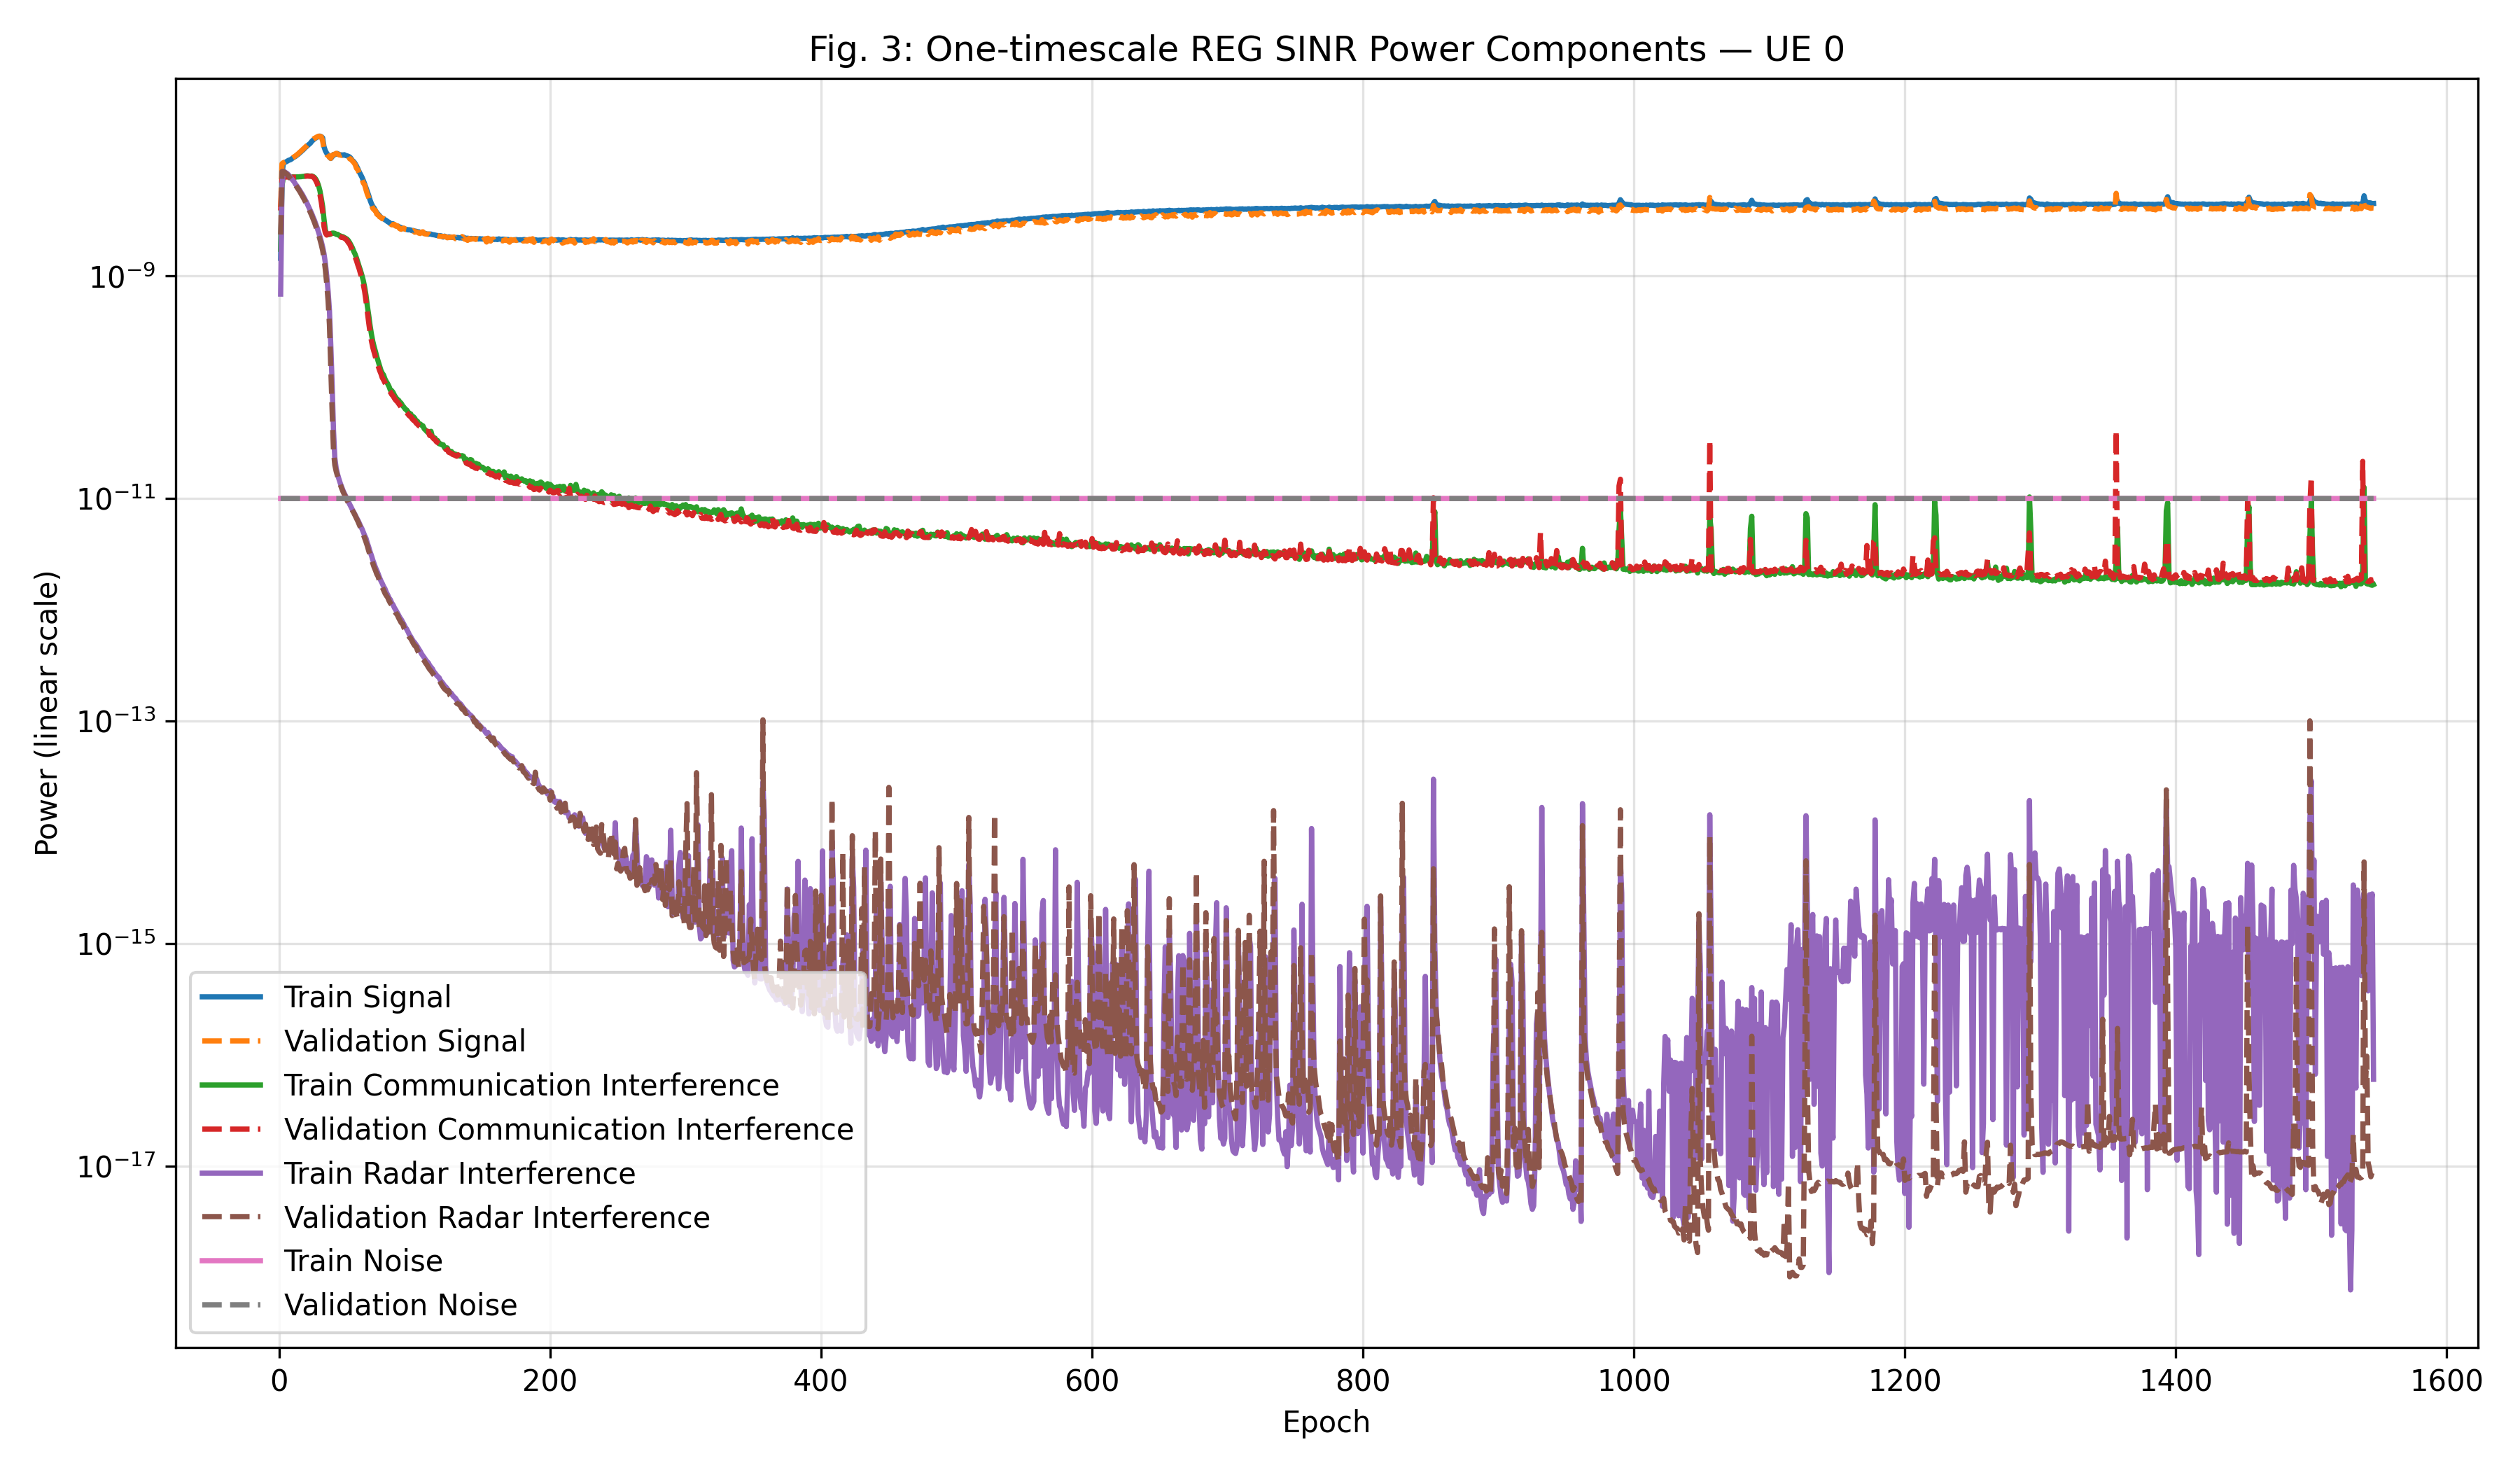 Fig. 3: One-timescale REG SINR Power Components — UE 0
Power (linear scale)
10⁻⁹
10⁻¹¹
10⁻¹³
10⁻¹⁵
10⁻¹⁷
Train Signal
Validation Signal
Train Communication Interference
Validation Communication Interference
Train Radar Interference
Validation Radar Interference
Train Noise
Validation Noise
0 200 400 600 800 1000 1200 1400 1600
Epoch